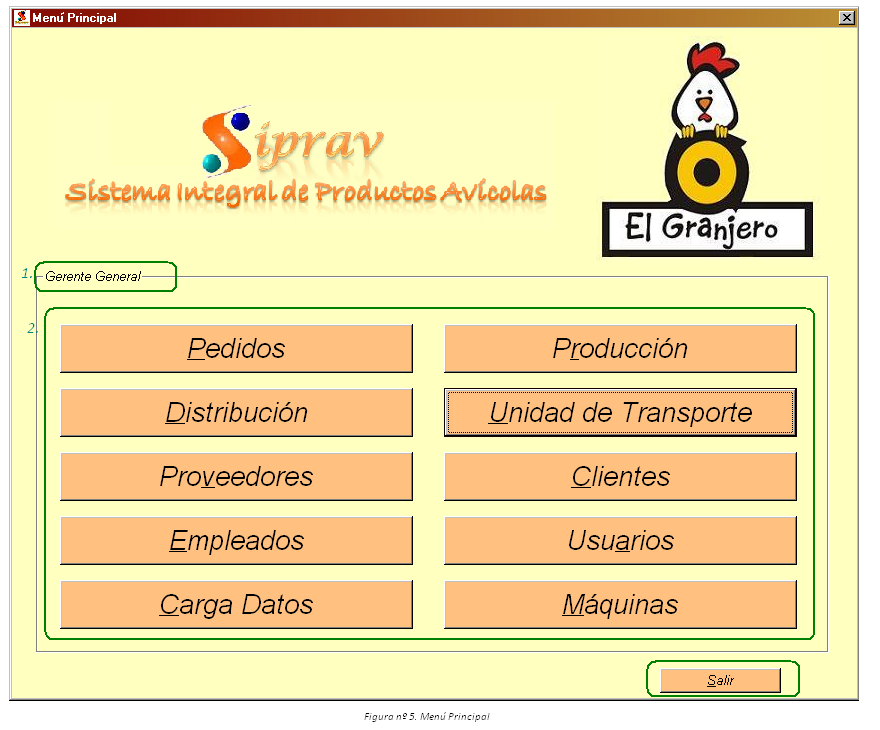 Menú Principal
Siprav
Sistema Integral de Productos Avícolas
El Granjero
1. Gerente General
2.
Pedidos Producción
Distribución Unidad de Transporte
Proveedores Clientes
Empleados Usuarios
Carga Datos Máquinas
Salir
Figura nº 5. Menú Principal